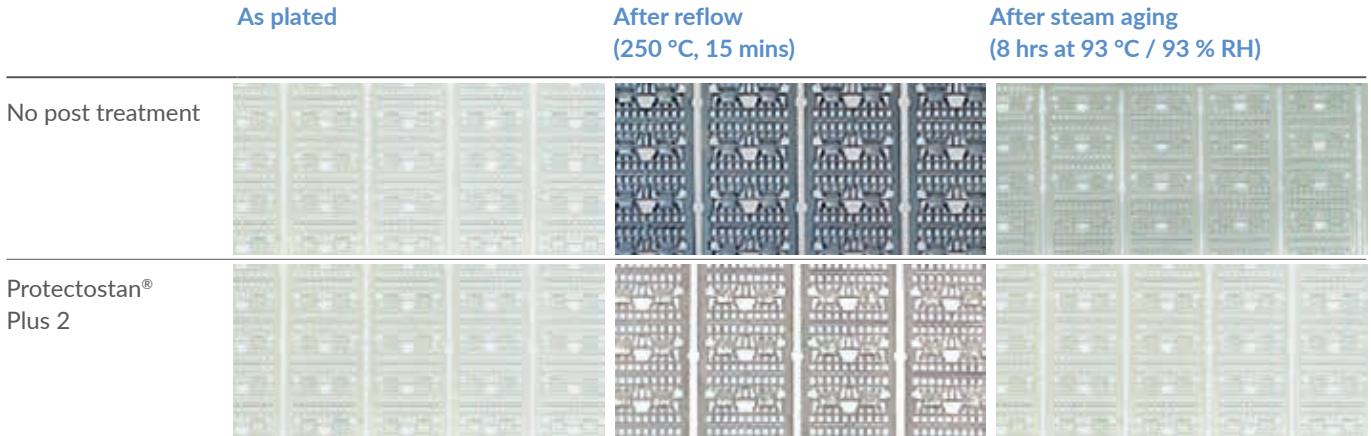 As plated
After reflow
(250 °C, 15 mins)
After steam aging
(8 hrs at 93 °C / 93 % RH)
No post treatment
Protectostan®
Plus 2